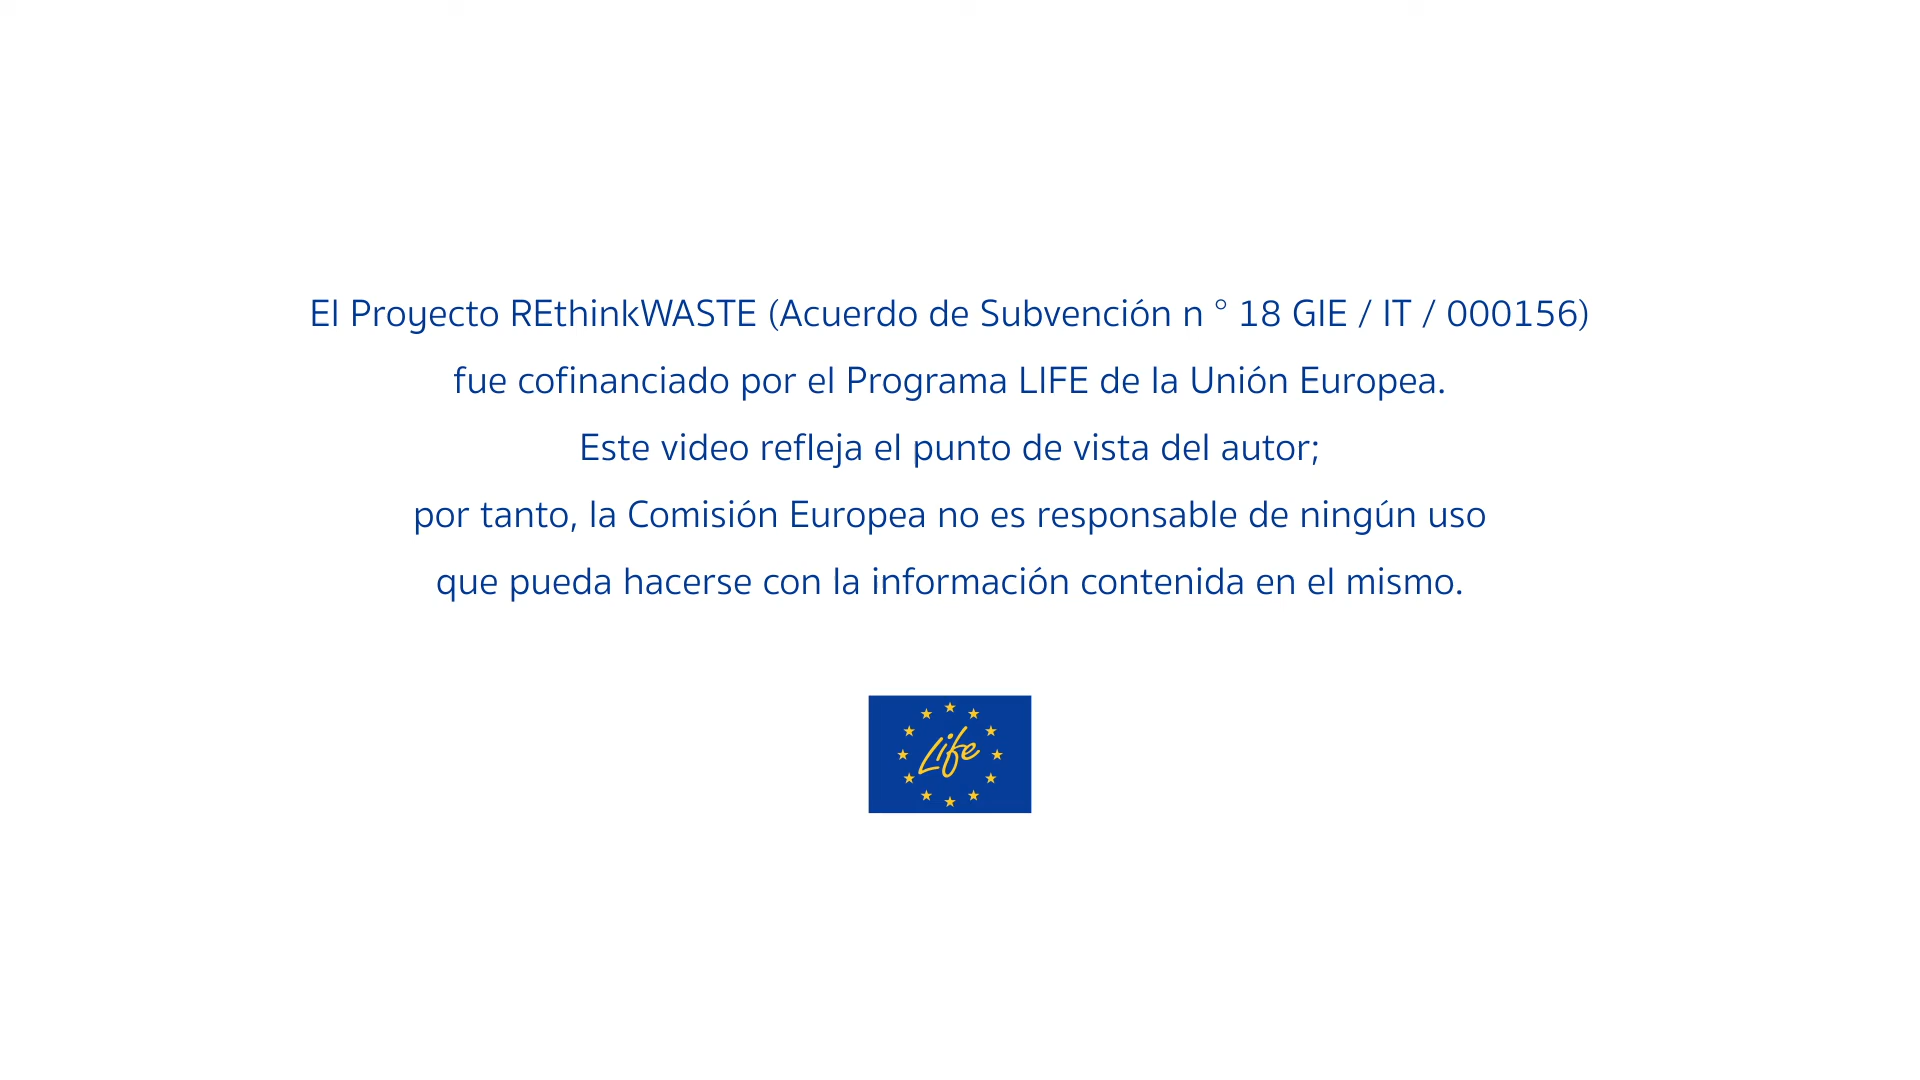 El Proyecto REthinkWASTE (Acuerdo de Subvención n ° 18 GIE / IT / 000156)
fue cofinanciado por el Programa LIFE de la Unión Europea.
Este video refleja el punto de vista del autor;
por tanto, la Comisión Europea no es responsable de ningún uso
que pueda hacerse con la información contenida en el mismo.
Life